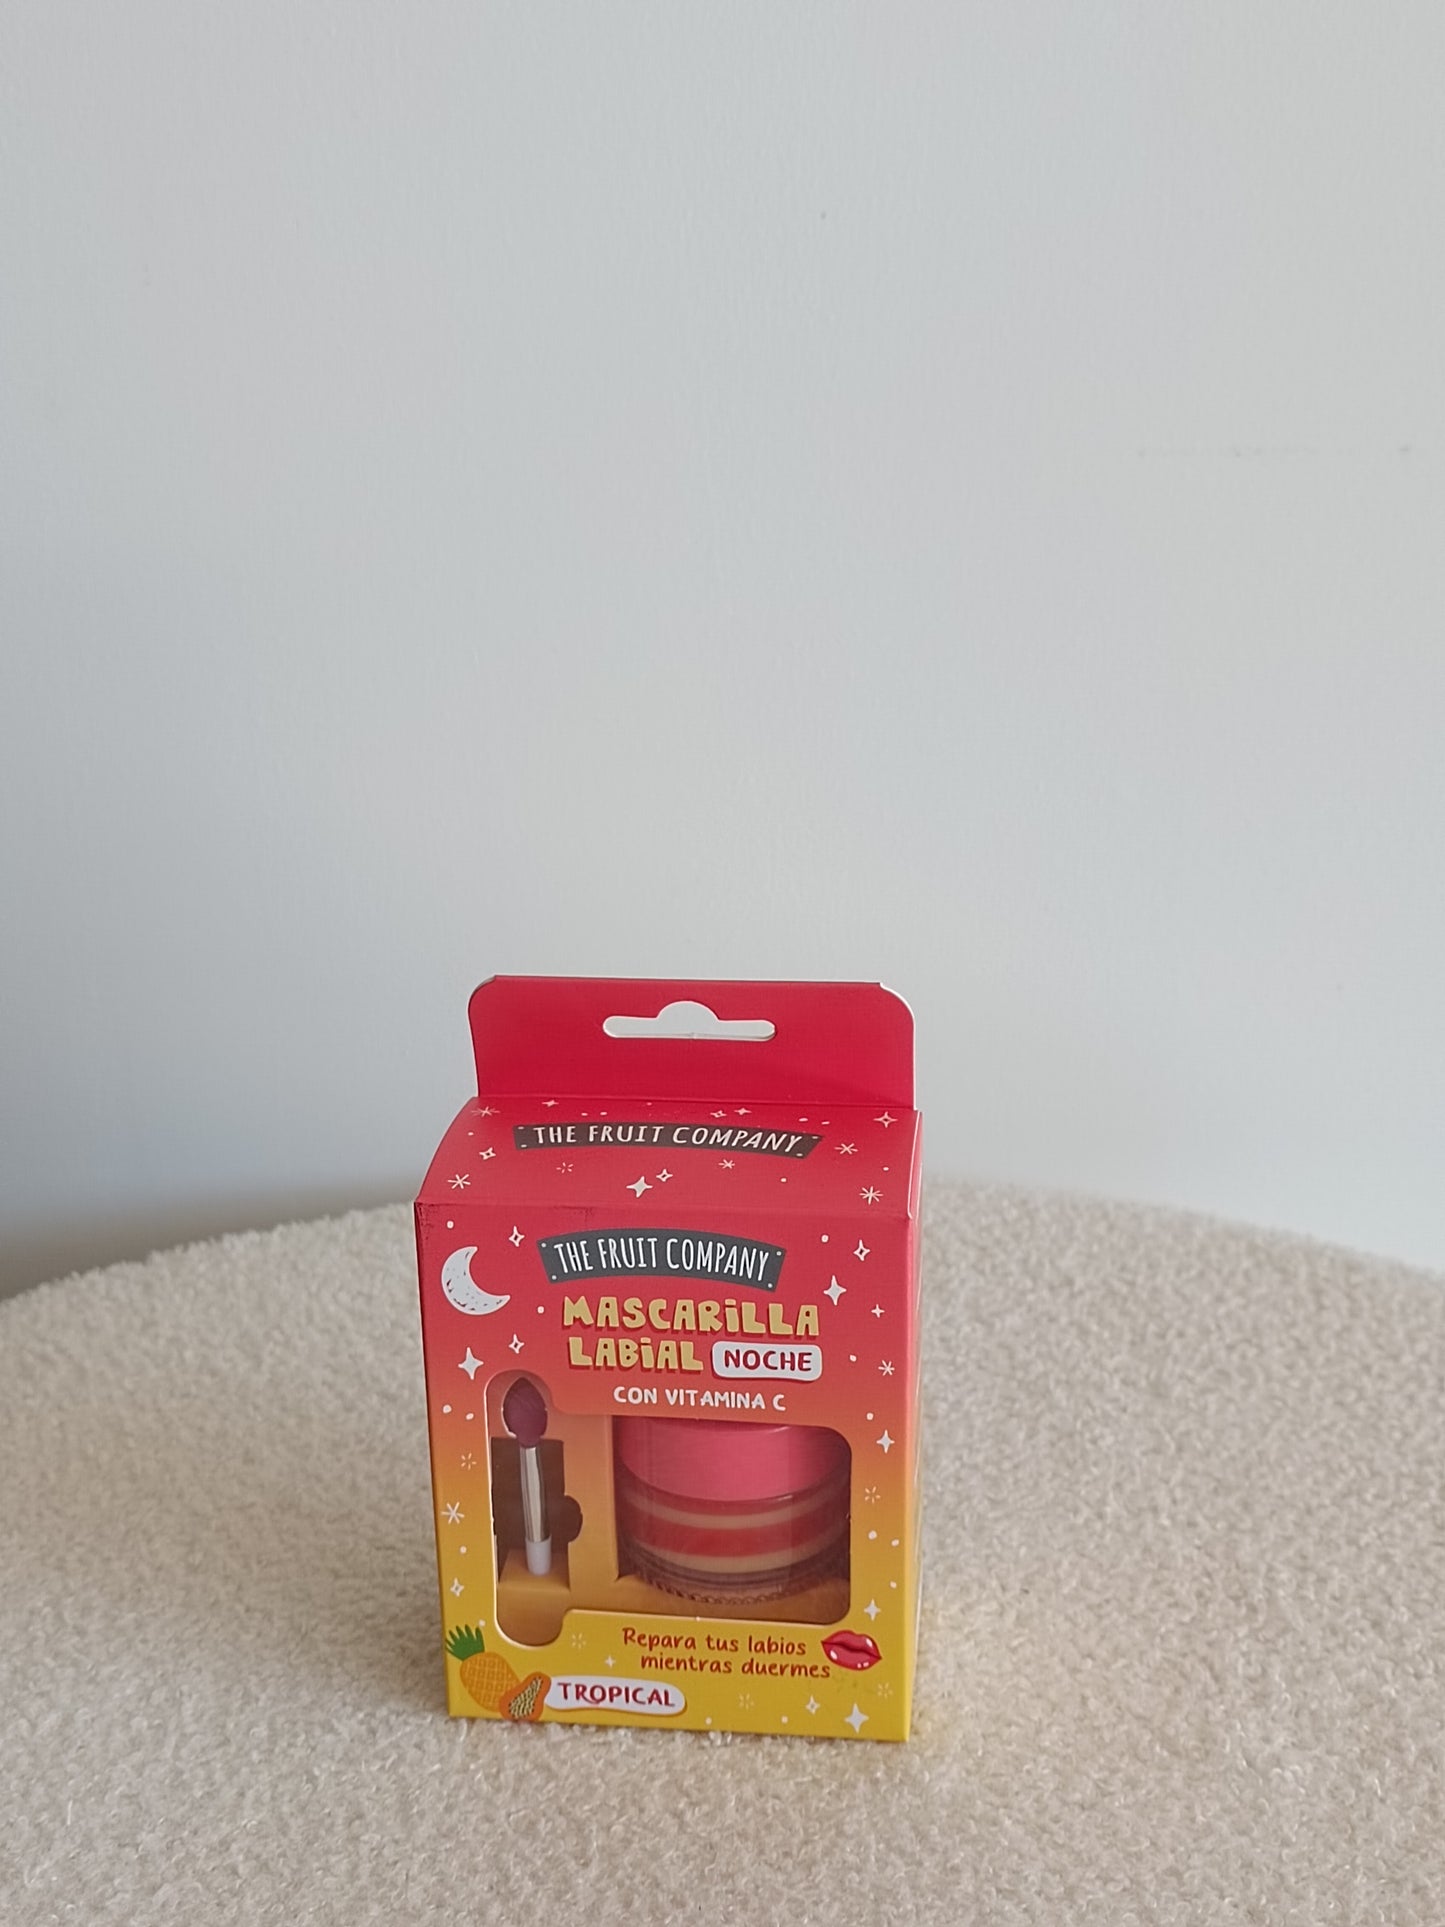 THE FRUIT COMPANY
THE FRUIT COMPANY
MASCARiLLA
LABiAL NOCHE
CON VITAMINA C
Repara tus labios
mientras duermes
TROPICAL